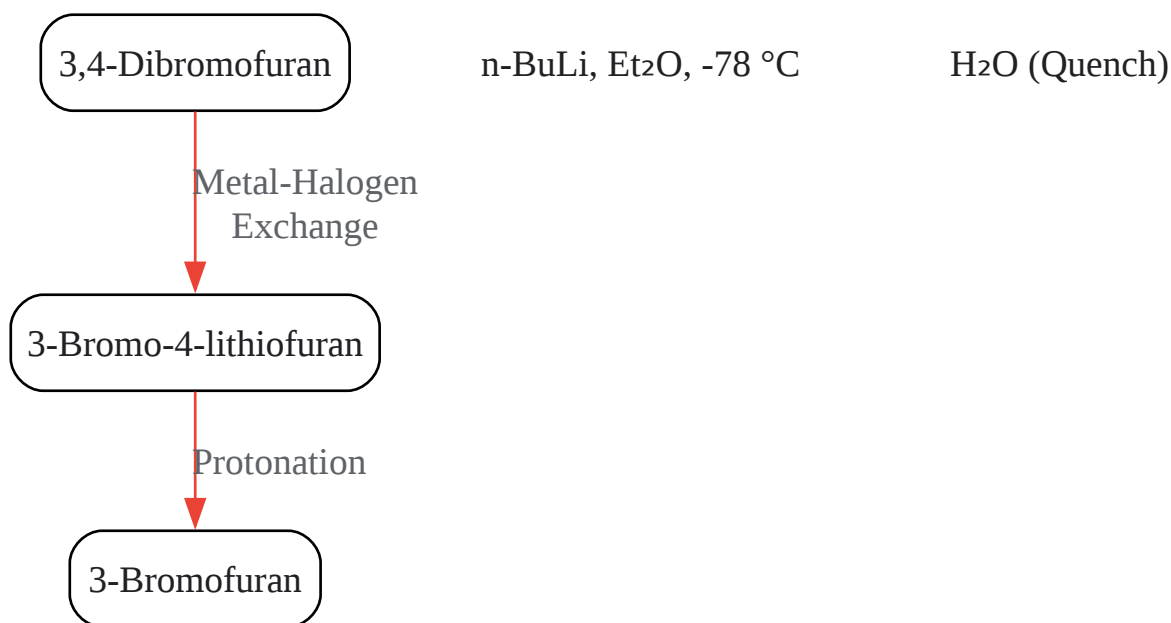 3,4-Dibromofuran
n-BuLi, Et₂O, -78 °C
H₂O (Quench)
Metal-Halogen
Exchange
3-Bromo-4-lithiofuran
Protonation
3-Bromofuran